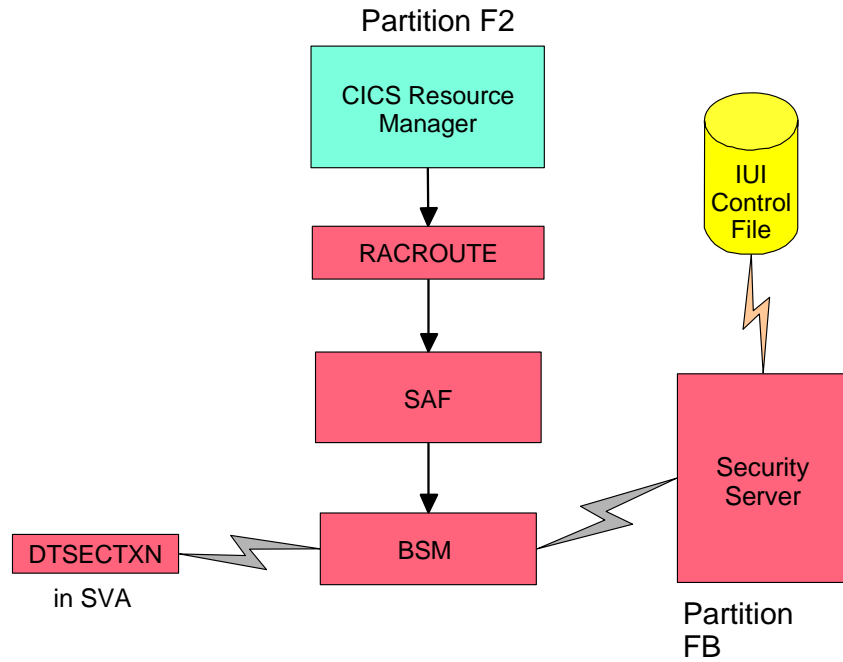 Partition F2
CICS Resource
Manager
IUI
Control
File
RACROUTE
SAF
Security
Server
DTSECTXN
BSM
in SVA
Partition
FB